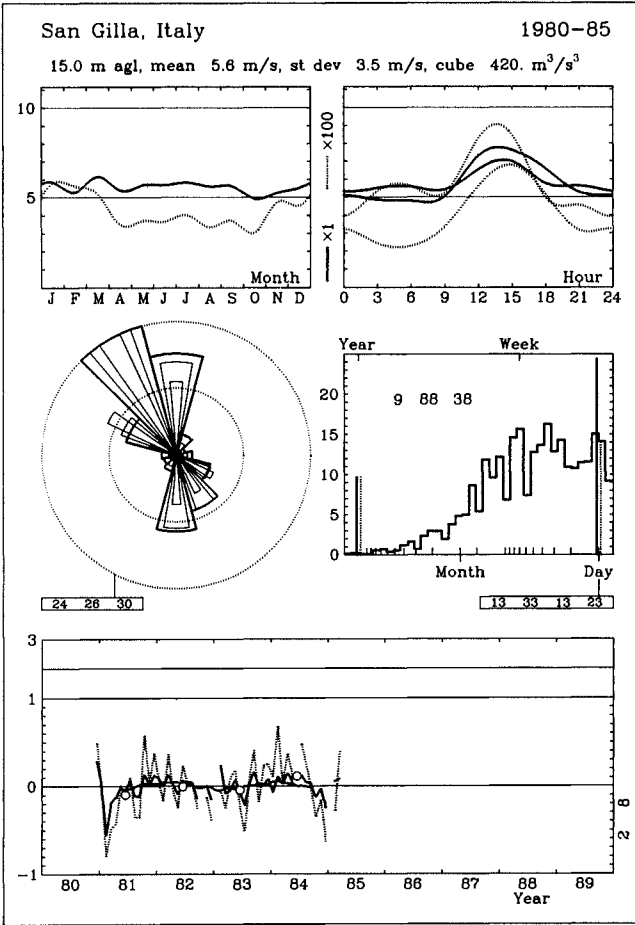 San Gilla, Italy 1980-85
15.0 m agl, mean 5.6 m/s, st dev 3.5 m/s, cube 420. m³/s³
10
5
Month
J F M A M J J A S O N D
×1 ×100
Hour
0 3 6 9 12 15 18 21 24
24 26 30
Year Week
25
20
15
10
5
0
9 88 38
Month Day
13 33 13 23
3
1
0
-1
80 81 82 83 84 85 86 87 88 89
Year
2 8